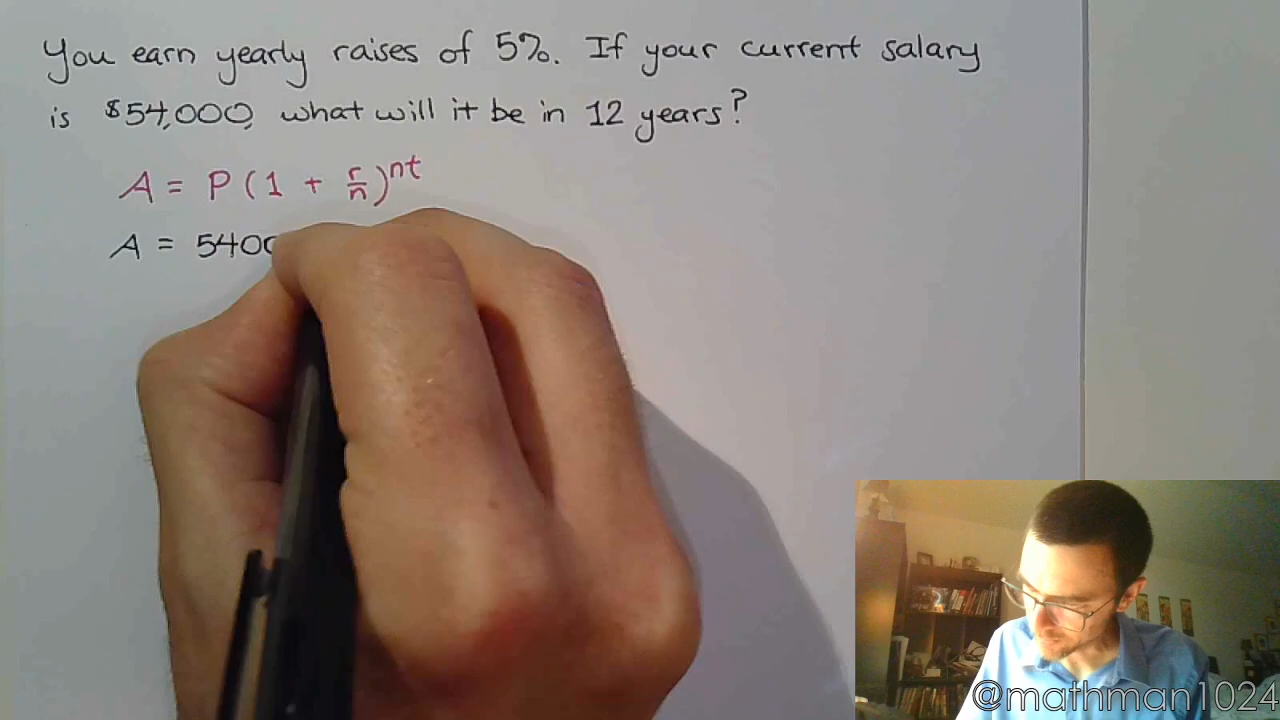 You earn yearly raises of 5%. If your current salary
is $54,000, what will it be in 12 years?
A = P(1 + r/n)^nt
A = 5400
@mathman1024